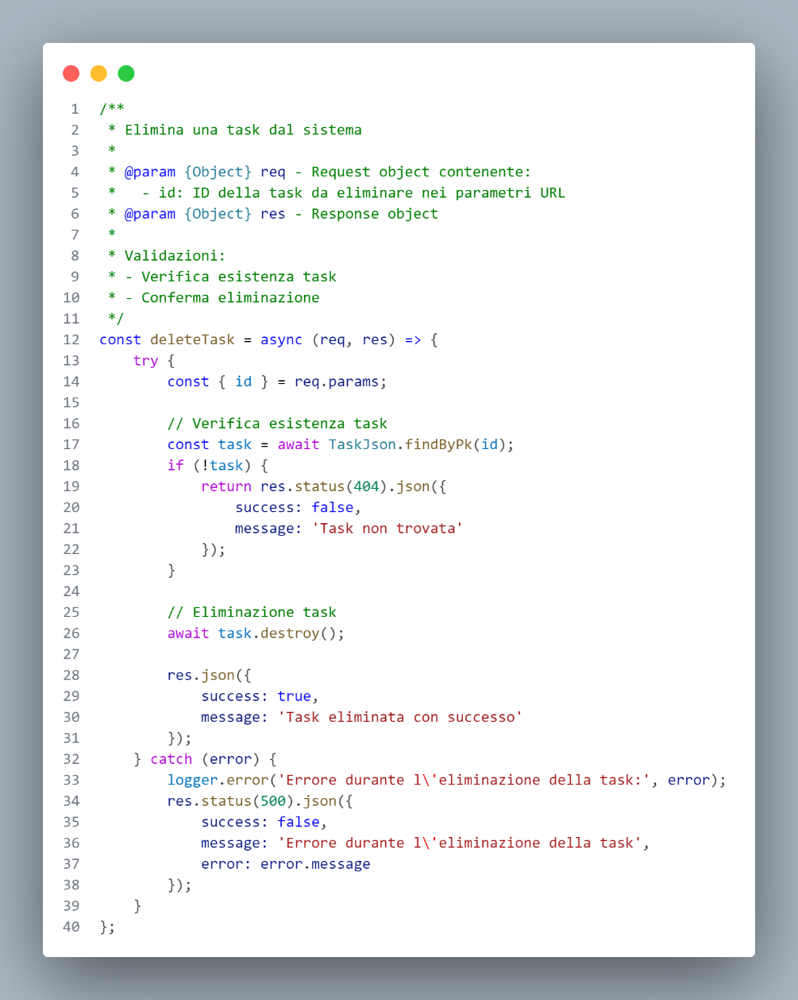 1 /**
2  * Elimina una task dal sistema
3  *
4  * @param {Object} req - Request object contenente:
5  *   - id: ID della task da eliminare nei parametri URL
6  * @param {Object} res - Response object
7  *
8  * Validazioni:
9  * - Verifica esistenza task
10  * - Conferma eliminazione
11  */
12 const deleteTask = async (req, res) => {
13     try {
14         const { id } = req.params;
15
16         // Verifica esistenza task
17         const task = await TaskJson.findByPk(id);
18         if (!task) {
19             return res.status(404).json({
20                 success: false,
21                 message: 'Task non trovata'
22             });
23         }
24
25         // Eliminazione task
26         await task.destroy();
27
28         res.json({
29             success: true,
30             message: 'Task eliminata con successo'
31         });
32     } catch (error) {
33         logger.error('Errore durante l\'eliminazione della task:', error);
34         res.status(500).json({
35             success: false,
36             message: 'Errore durante l\'eliminazione della task',
37             error: error.message
38         });
39     }
40 };